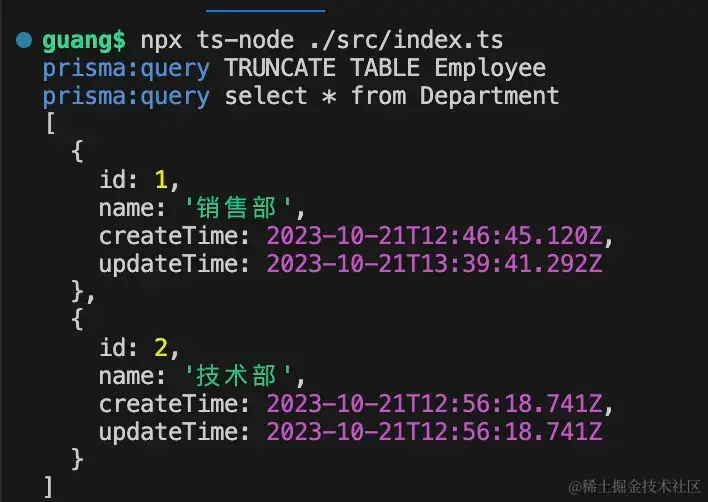 guang$ npx ts-node ./src/index.ts
prisma:query TRUNCATE TABLE Employee
prisma:query select * from Department
[
{
id: 1,
name: '销售部',
createTime: 2023-10-21T12:46:45.120Z,
updateTime: 2023-10-21T13:39:41.292Z
},
{
id: 2,
name: '技术部',
createTime: 2023-10-21T12:56:18.741Z,
updateTime: 2023-10-21T12:56:18.741Z
}
]
@稀土掘金技术社区